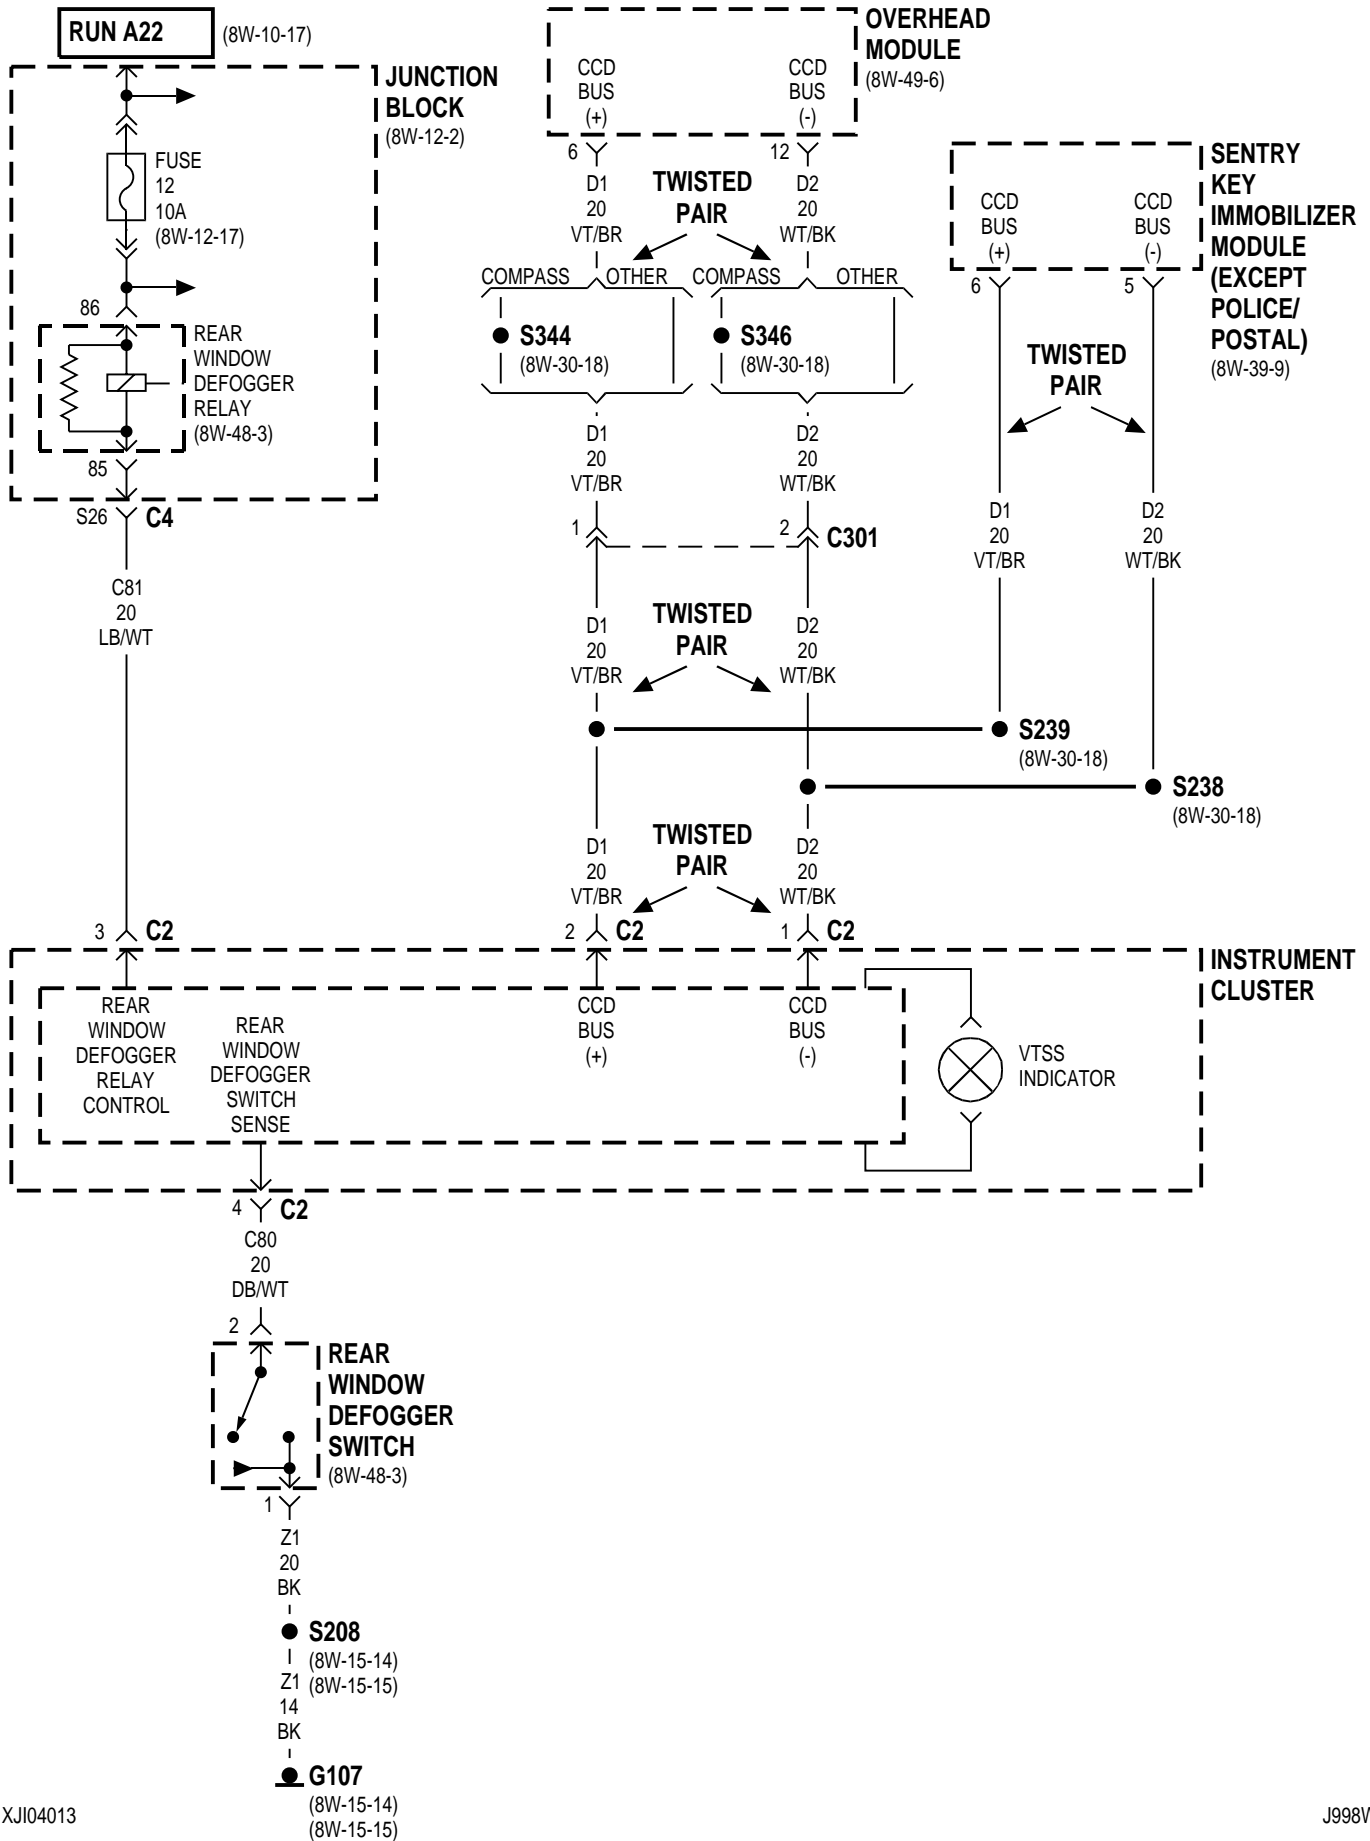 RUN A22
(8W-10-17)
JUNCTION
BLOCK
(8W-12-2)
FUSE
12
10A
(8W-12-17)
86
REAR
WINDOW
DEFOGGER
RELAY
(8W-48-3)
85
S26
C4
C81
20
LB/WT
3
C2
OVERHEAD
MODULE
(8W-49-6)
CCD
BUS
(+)
CCD
BUS
(-)
6
12
D1
20
VT/BR
TWISTED
PAIR
D2
20
WT/BK
COMPASS
OTHER
COMPASS
OTHER
S344
(8W-30-18)
S346
(8W-30-18)
D1
20
VT/BR
D2
20
WT/BK
1
2
C301
D1
20
VT/BR
TWISTED
PAIR
D2
20
WT/BK
SENTRY
KEY
IMMOBILIZER
MODULE
(EXCEPT
POLICE/
POSTAL)
(8W-39-9)
CCD
BUS
(+)
CCD
BUS
(-)
6
5
TWISTED
PAIR
D1
20
VT/BR
D2
20
WT/BK
S239
(8W-30-18)
S238
(8W-30-18)
D1
20
VT/BR
TWISTED
PAIR
D2
20
WT/BK
2
C2
1
C2
INSTRUMENT
CLUSTER
REAR
WINDOW
DEFOGGER
RELAY
CONTROL
REAR
WINDOW
DEFOGGER
SWITCH
SENSE
CCD
BUS
(+)
CCD
BUS
(-)
VTSS
INDICATOR
4
C2
C80
20
DB/WT
2
REAR
WINDOW
DEFOGGER
SWITCH
(8W-48-3)
1
Z1
20
BK
S208
(8W-15-14)
(8W-15-15)
Z1
14
BK
G107
(8W-15-14)
(8W-15-15)
XJI04013
J998W